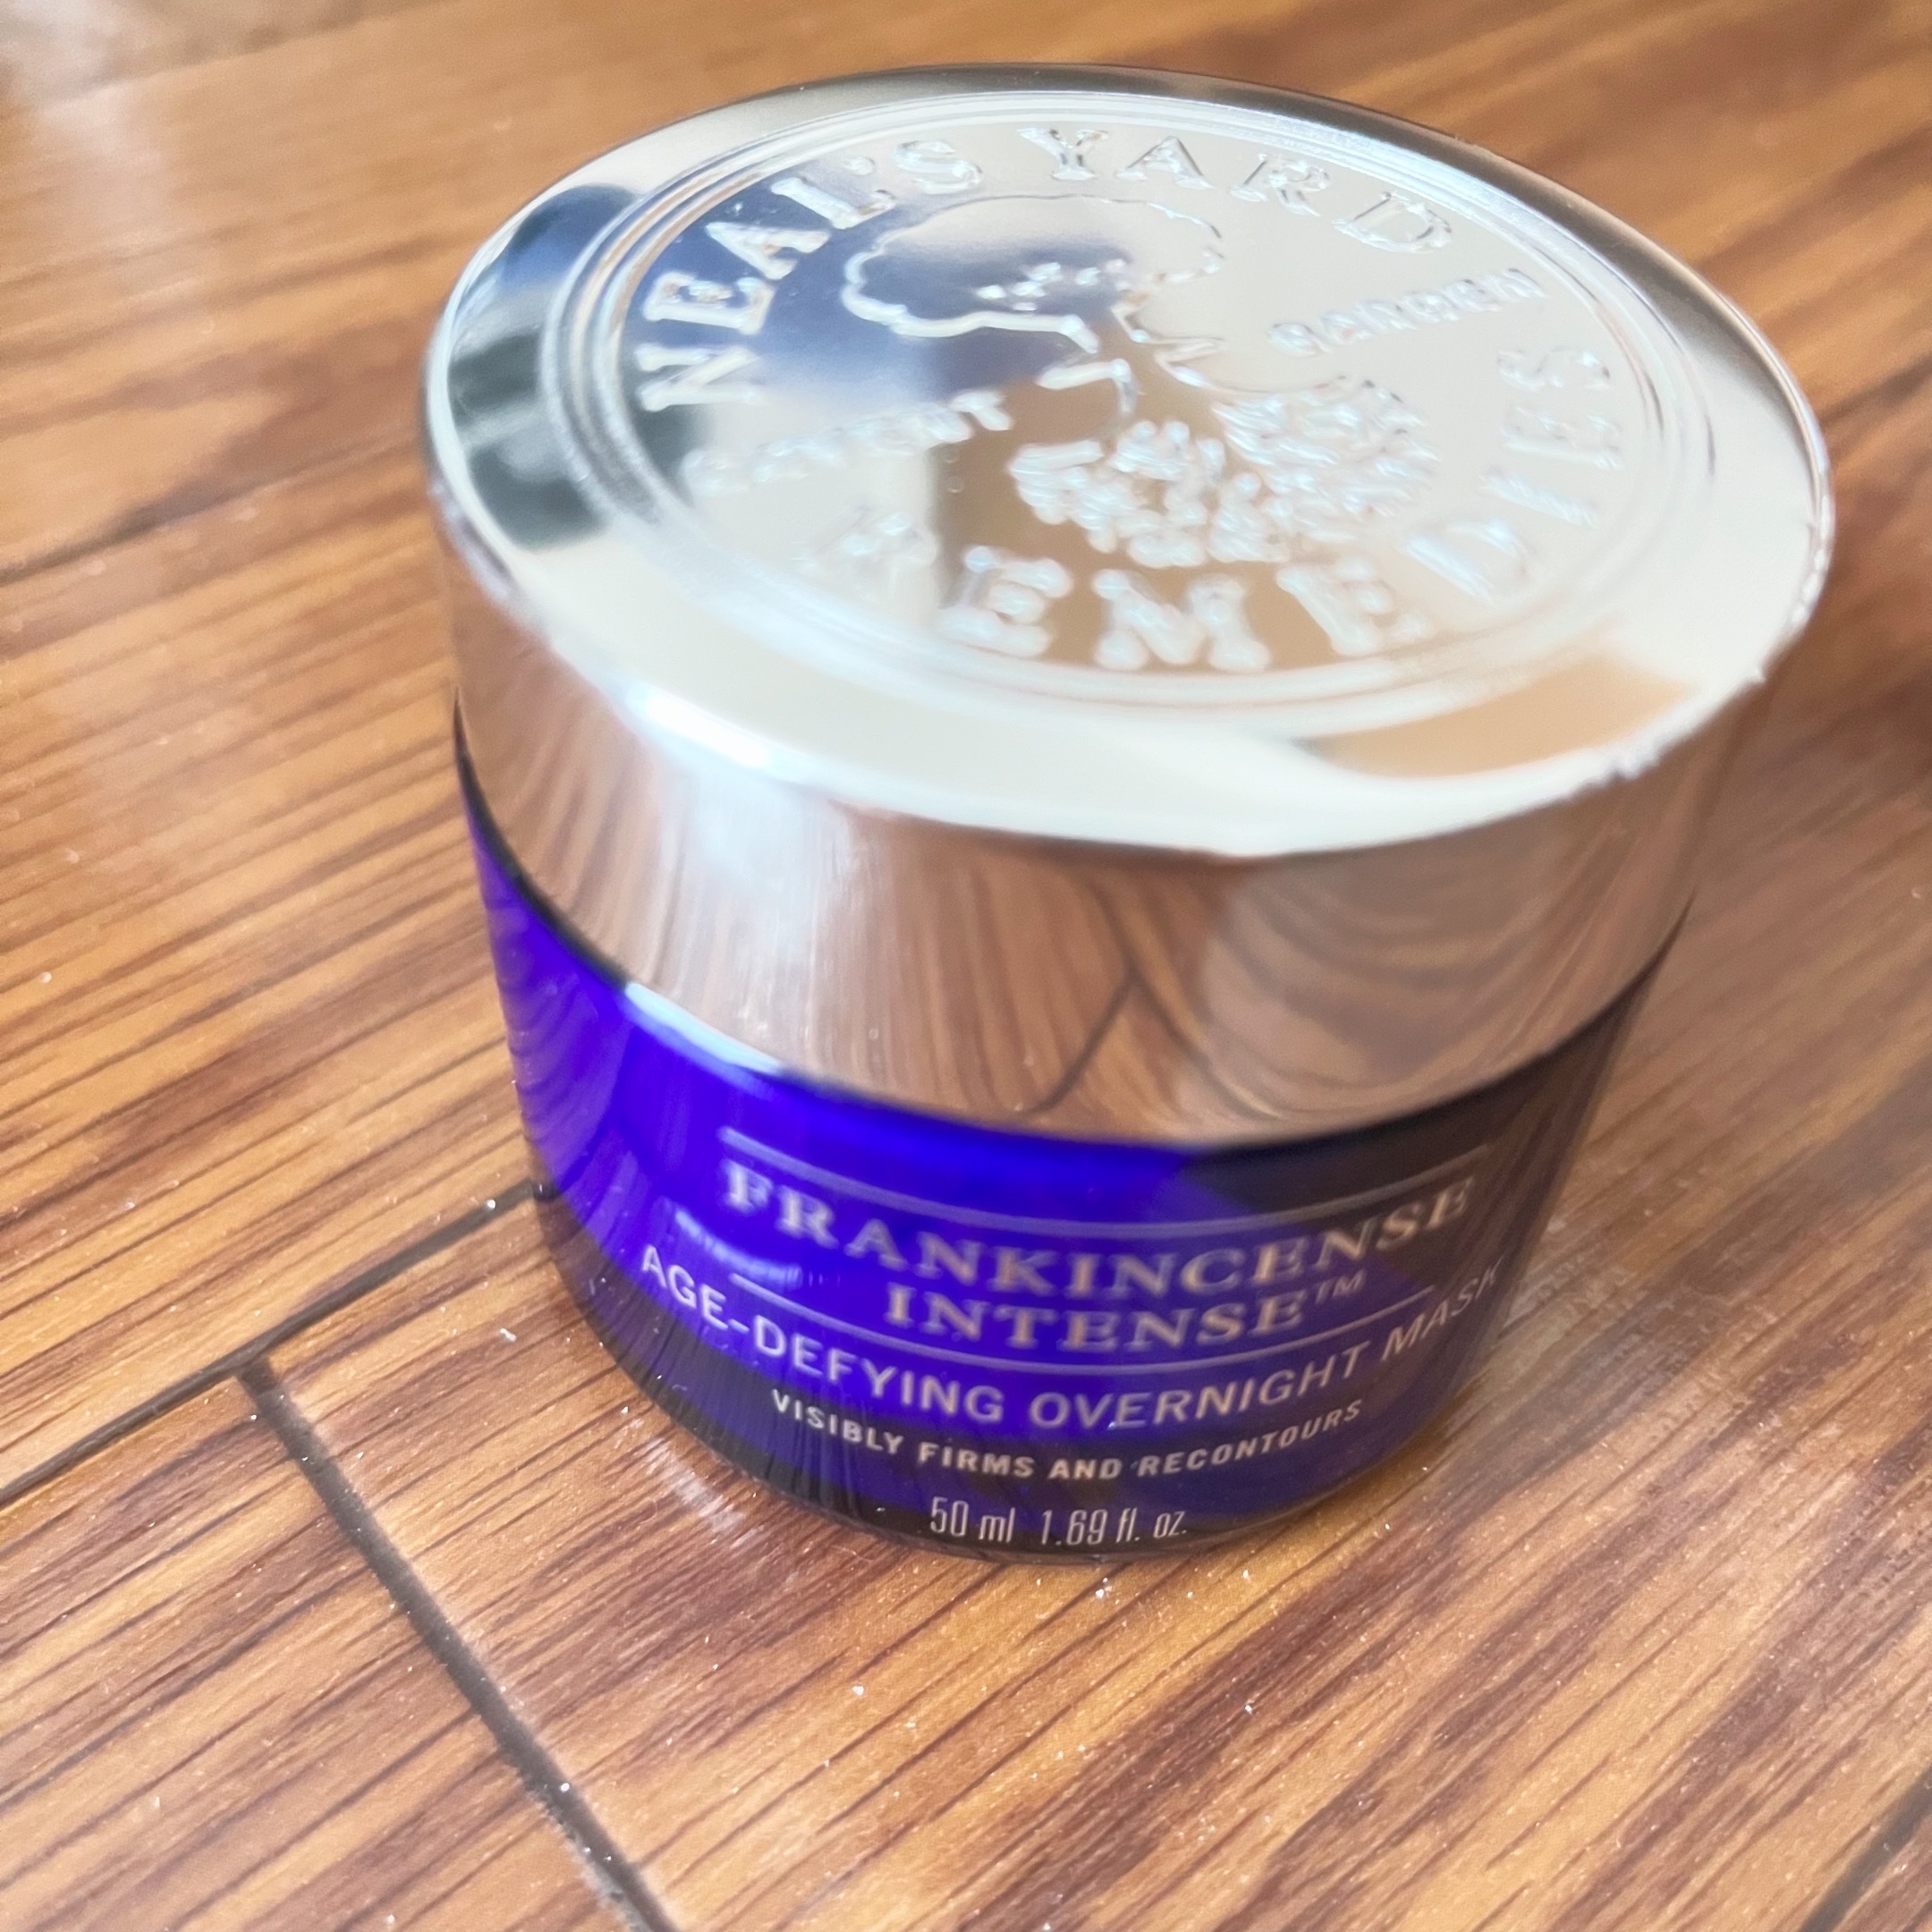 NEAL'S YARD
COVENT GARDEN
REMEDIES
FRANKINCENSE
INTENSE™
AGE-DEFYING OVERNIGHT MASK
VISIBLY FIRMS AND RECONTOURS
50 ml 1.69 fl. oz.